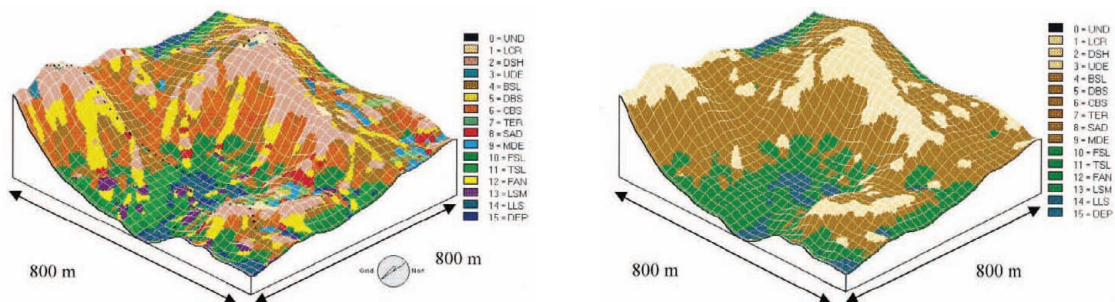 0 = UND
1 = LCR
2 = DSH
3 = UDE
4 = BSL
5 = DBS
6 = CBS
7 = TER
8 = SAD
9 = MDE
10 = FSL
11 = TSL
12 = FAN
13 = LSM
14 = LLS
15 = DEP
800 m
800 m
Grid
Nort
0 = UND
1 = LCR
2 = DSH
3 = UDE
4 = BSL
5 = DBS
6 = CBS
7 = TER
8 = SAD
9 = MDE
10 = FSL
11 = TSL
12 = FAN
13 = LSM
14 = LLS
15 = DEP
800 m
800 m